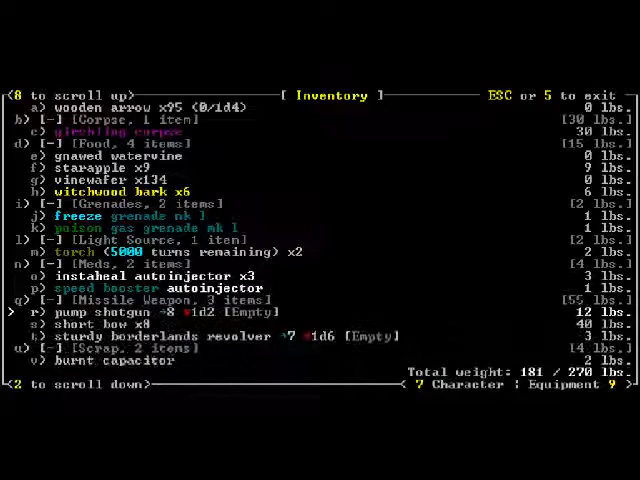 <8 to scroll up> [ Inventory ] ESC or 5 to exit
a) wooden arrow x95 (0/1d4) 0 lbs.
b) [-] [Corpse, 1 item] [30 lbs.]
c) girshling corpse 30 lbs.
d) [-] [Food, 4 items] [15 lbs.]
e) gnawed watervine 0 lbs.
f) starapple x9 9 lbs.
g) vinewafer x134 0 lbs.
h) witchwood bark x6 6 lbs.
i) [-] [Grenades, 2 items] [2 lbs.]
j) freeze grenade mk I 1 lbs.
k) poison gas grenade mk I 1 lbs.
l) [-] [Light Source, 1 item] [2 lbs.]
m) torch (5000 turns remaining) x2 2 lbs.
n) [-] [Meds, 2 items] [4 lbs.]
o) instaheal autoinjector x3 3 lbs.
p) speed booster autoinjector 1 lbs.
q) [-] [Missile Weapon, 3 items] [55 lbs.]
> r) pump shotgun →8 ♥1d2 [Empty] 12 lbs.
s) short bow x8 40 lbs.
t) sturdy borderlands revolver →7 ♥1d6 [Empty] 3 lbs.
u) [-] [Scrap, 2 items] [4 lbs.]
v) burnt capacitor 2 lbs.
Total weight: 181 / 270 lbs.
<2 to scroll down> < 7 Character | Equipment 9 >